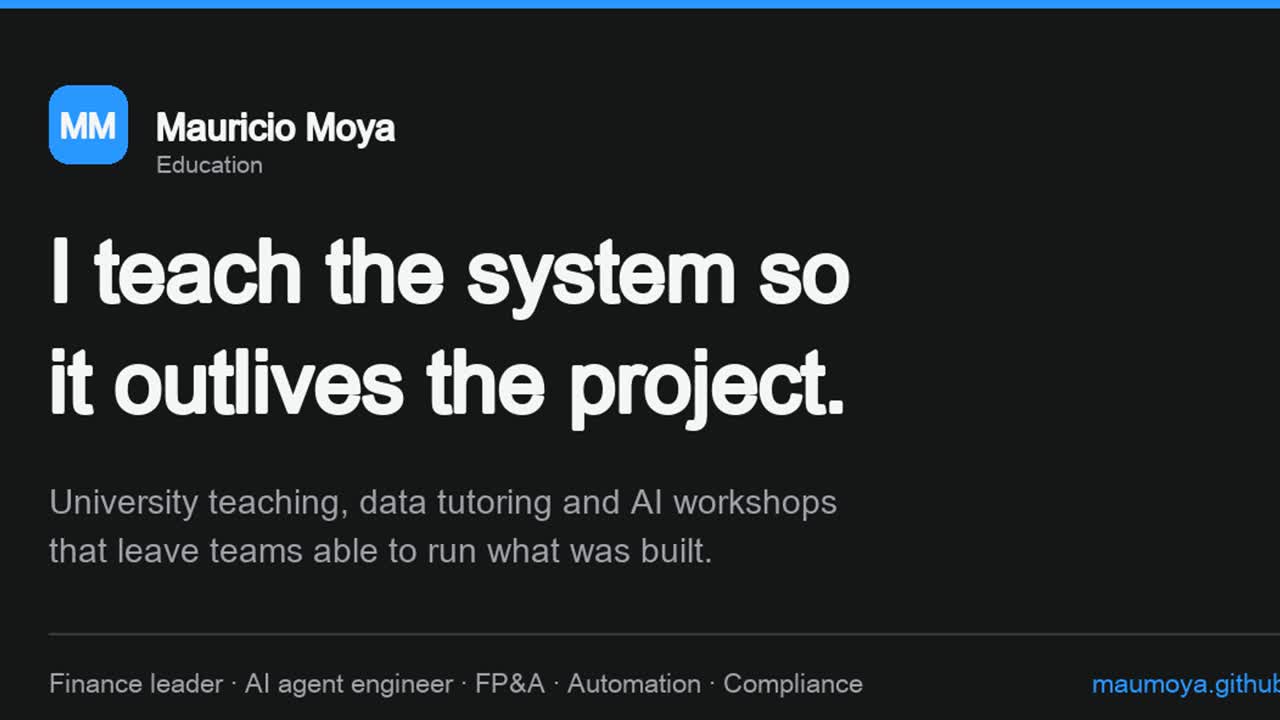 MM
Mauricio Moya
Education
I teach the system so
it outlives the project.
University teaching, data tutoring and AI workshops
that leave teams able to run what was built.
Finance leader · AI agent engineer · FP&A · Automation · Compliance
maumoya.github